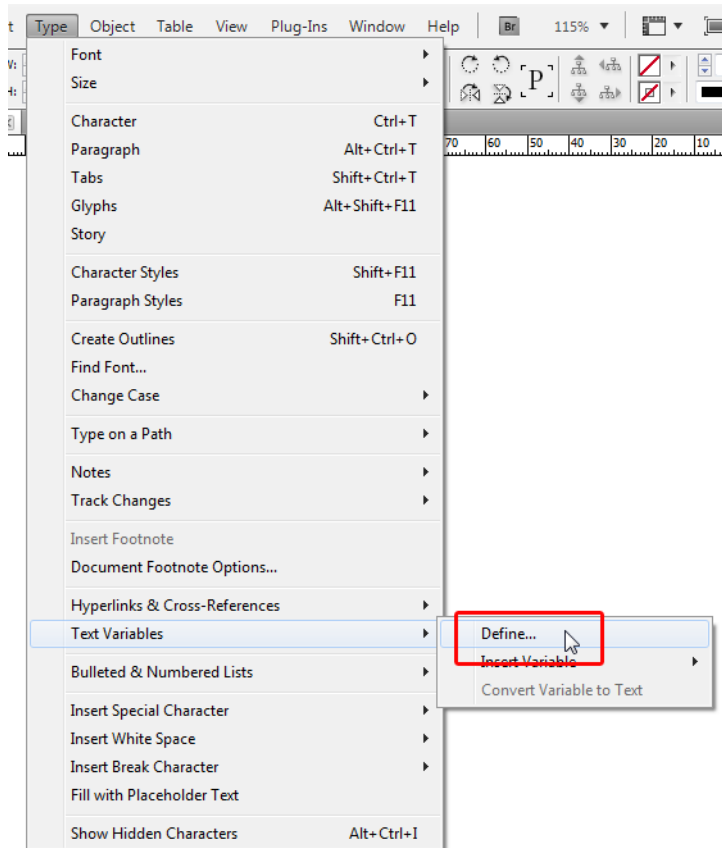 t Type Object Table View Plug-Ins Window Help Br 115%
W:
H:
P
70 60 50 40 30 20 10
Font
Size
Character Ctrl+T
Paragraph Alt+Ctrl+T
Tabs Shift+Ctrl+T
Glyphs Alt+Shift+F11
Story
Character Styles Shift+F11
Paragraph Styles F11
Create Outlines Shift+Ctrl+O
Find Font...
Change Case
Type on a Path
Notes
Track Changes
Insert Footnote
Document Footnote Options...
Hyperlinks & Cross-References
Text Variables
Define...
Insert Variable
Convert Variable to Text
Bulleted & Numbered Lists
Insert Special Character
Insert White Space
Insert Break Character
Fill with Placeholder Text
Show Hidden Characters Alt+Ctrl+I